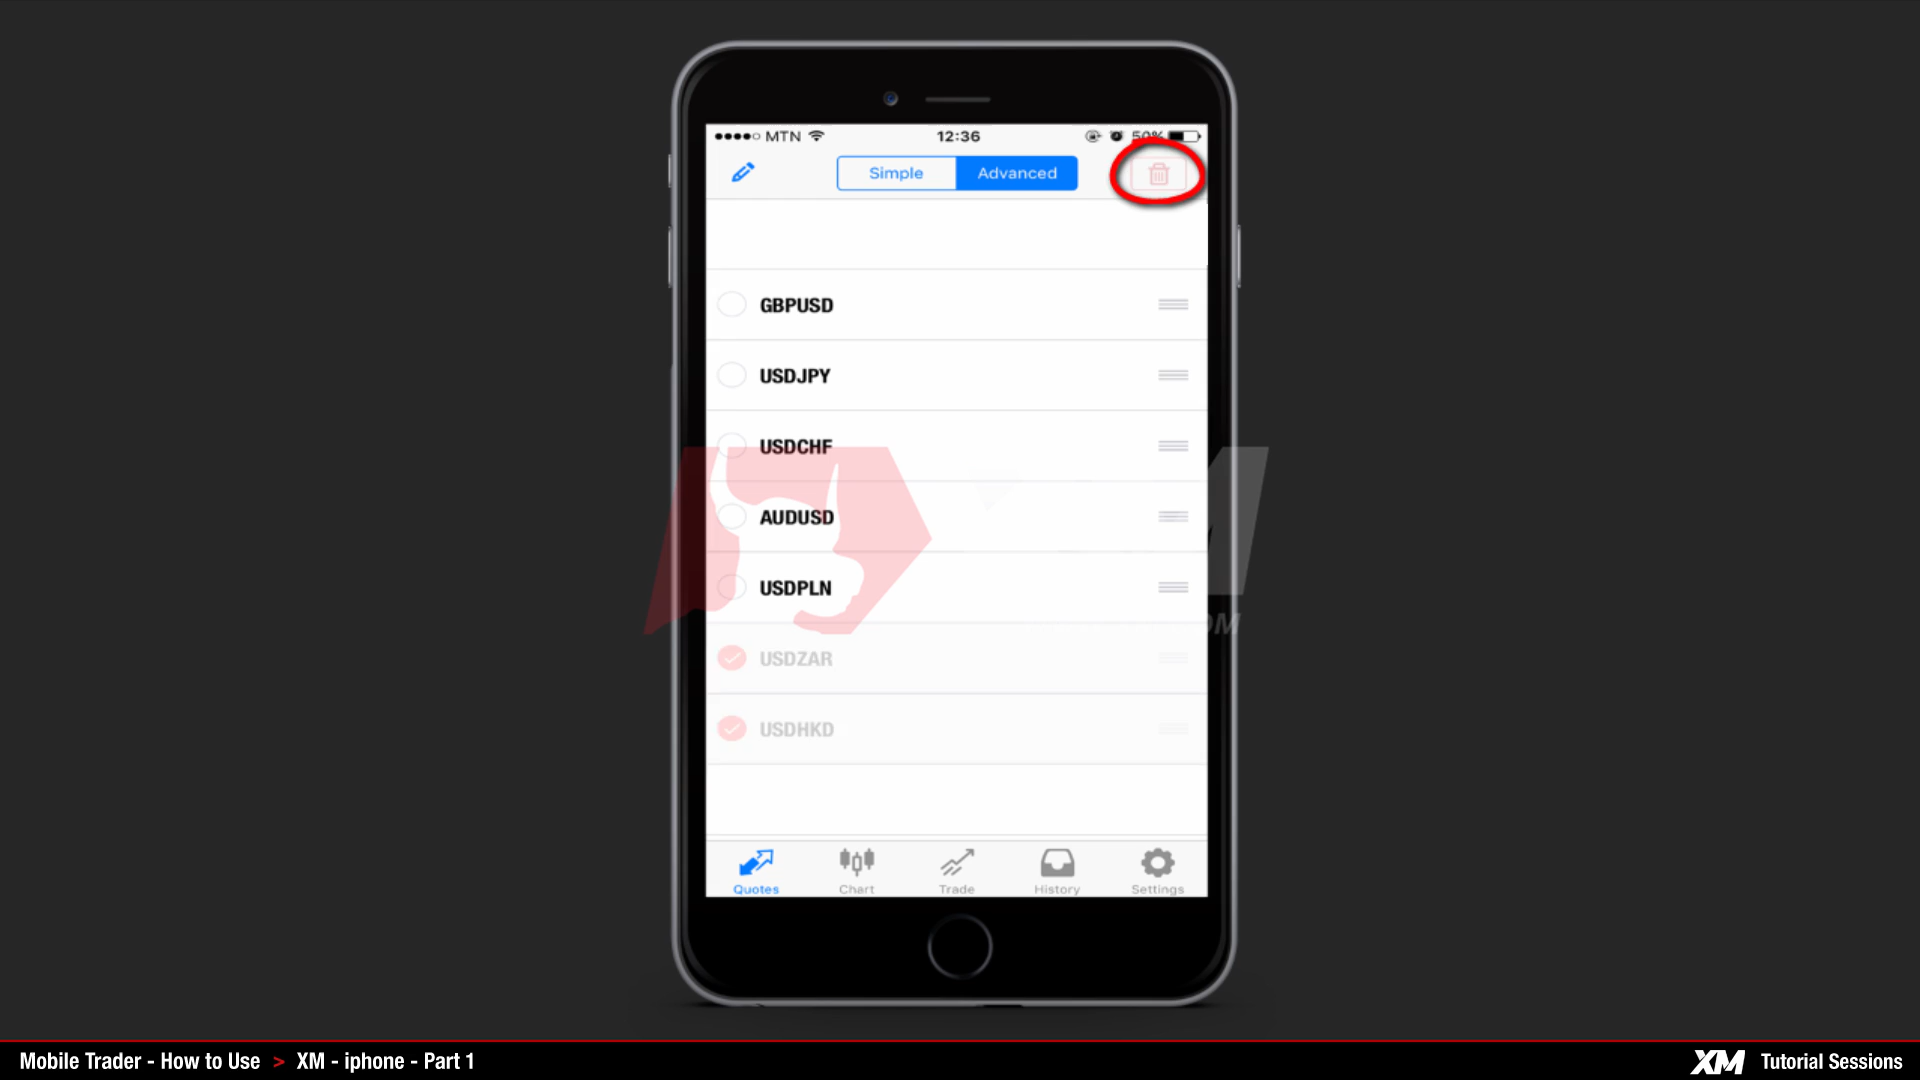 MTN 12:36 50%
Simple Advanced
GBPUSD
USDJPY
USDCHF
AUDUSD
USDPLN
USDZAR
USDHKD
Quotes Chart Trade History Settings
Mobile Trader - How to Use > XM - iphone - Part 1
XM Tutorial Sessions